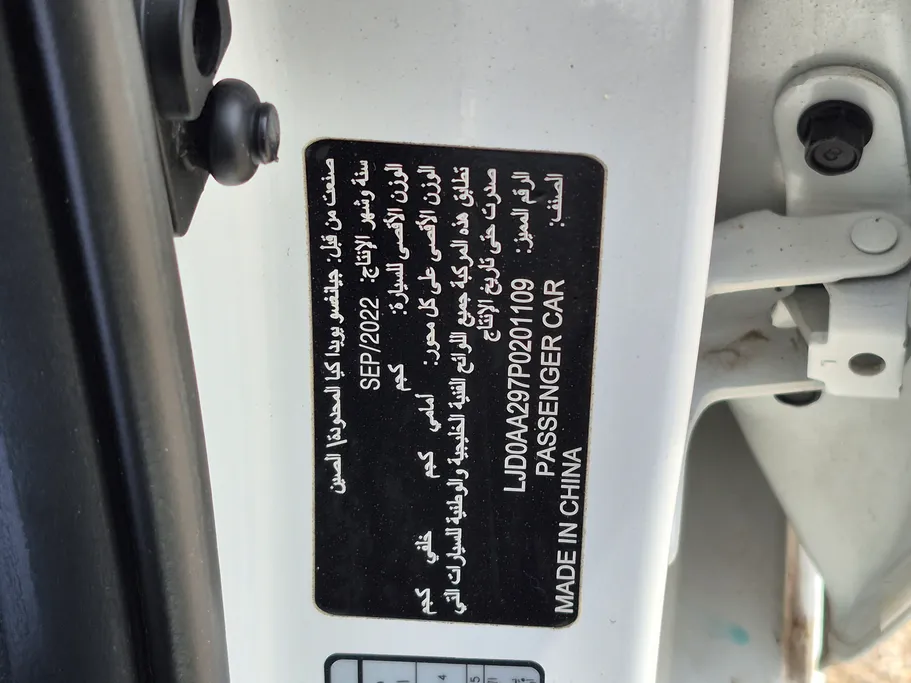 صنعت من قبل: جيانغسو يويدا كيا المحدودة/ الصين
سنة وشهر الإنتاج: SEP/2022
الوزن الأقصى للسيارة: كجم
الوزن الأقصى على كل محور: أمامي كجم خلفي كجم
تطابق هذه المركبة جميع اللوائح الفنية الخليجية والوطنية للسيارات التي
صدرت حتى تاريخ الإنتاج
الرقم المميز: LJD0AA297P0201109
الصنف: PASSENGER CAR
MADE IN CHINA